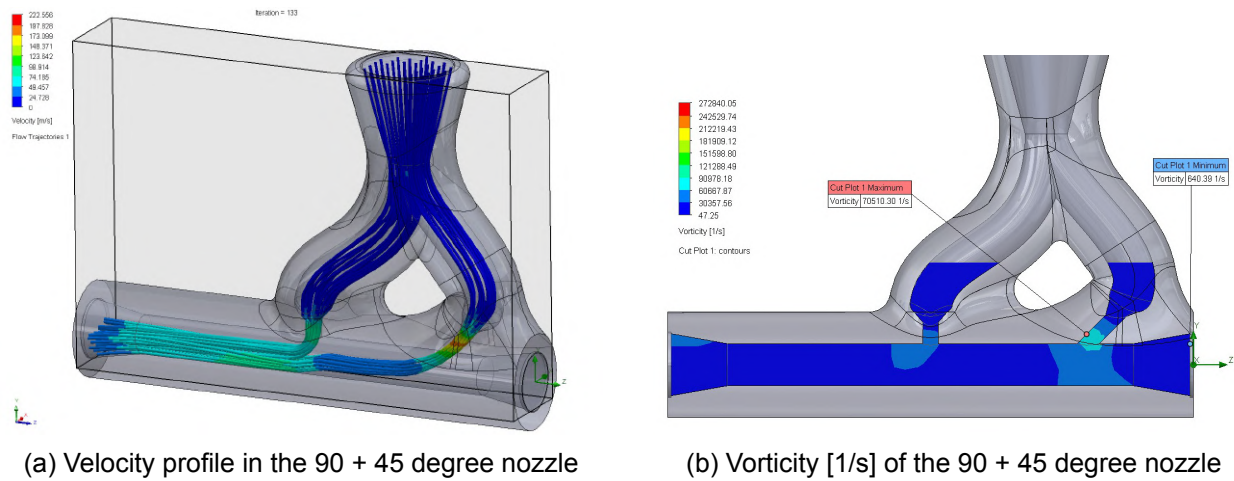 Iteration = 133
222.556
197.828
173.099
148.371
123.642
98.914
74.185
49.457
24.728
0
Velocity [m/s]
Flow Trajectories 1
Z
Y
X
Z
(a) Velocity profile in the 90 + 45 degree nozzle
272840.05
242529.74
212219.43
181909.12
151598.80
121288.49
90978.18
60667.87
30357.56
47.25
Vorticity [1/s]
Cut Plot 1: contours
Cut Plot 1 Maximum
Vorticity 70510.30 1/s
Cut Plot 1 Minimum
Vorticity 640.39 1/s
Y
X
Z
(b) Vorticity [1/s] of the 90 + 45 degree nozzle